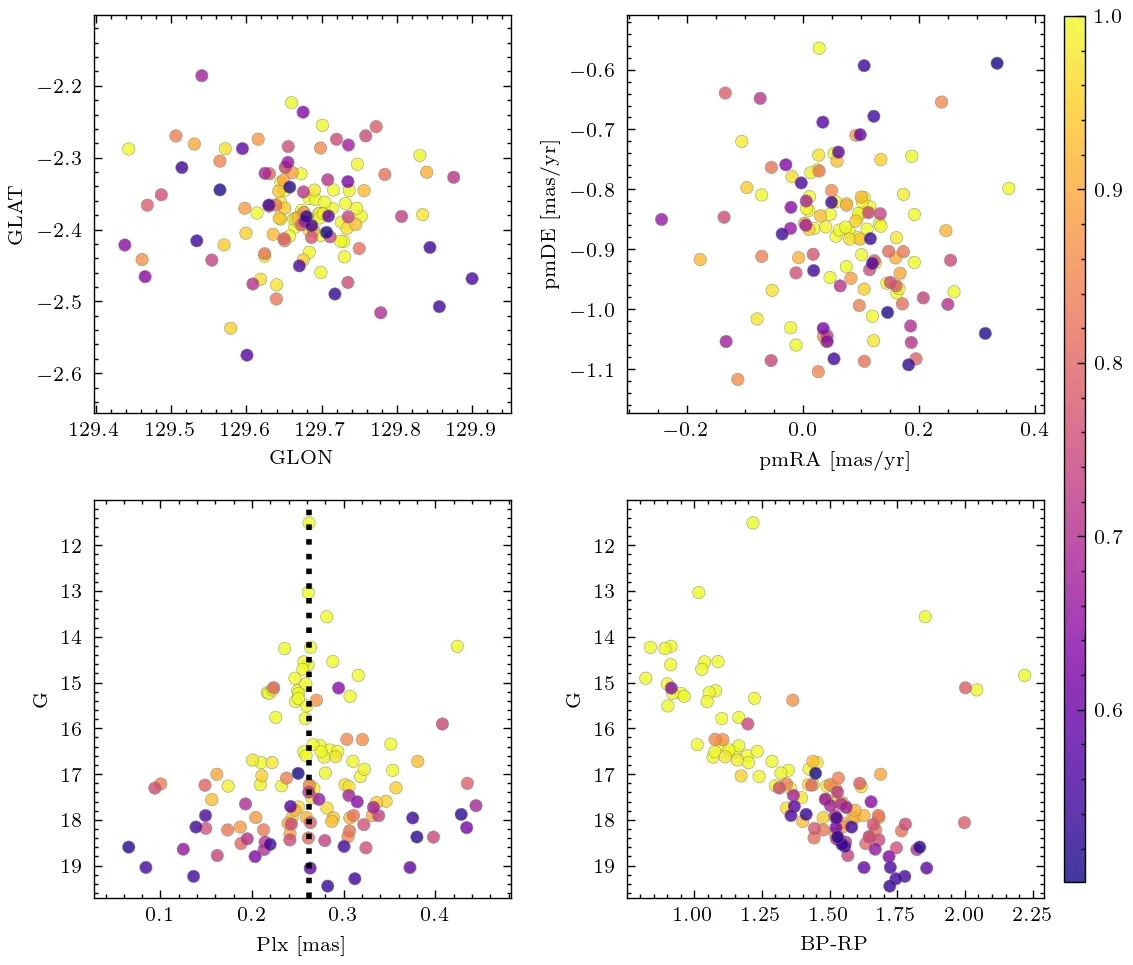 −2.2
−2.3
−2.4
−2.5
−2.6
GLAT
129.4 129.5 129.6 129.7 129.8 129.9
GLON
−0.6
−0.7
−0.8
−0.9
−1.0
−1.1
pmDE [mas/yr]
−0.2 0.0 0.2 0.4
pmRA [mas/yr]
1.0
0.9
0.8
0.7
0.6
12
13
14
15
16
17
18
19
G
0.1 0.2 0.3 0.4
Plx [mas]
12
13
14
15
16
17
18
19
G
1.00 1.25 1.50 1.75 2.00 2.25
BP-RP